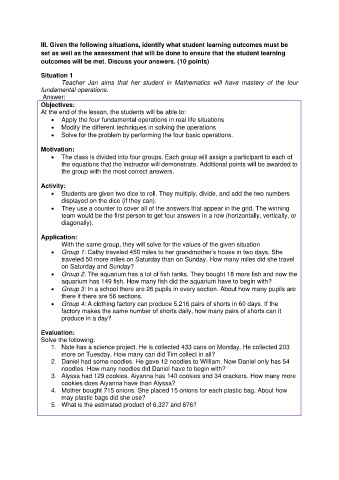 III. Given the following situations, identify what student learning outcomes must be
set as well as the assessment that will be done to ensure that the student learning
outcomes will be met. Discuss your answers. (10 points)
Situation 1
Teacher Jan aims that her student in Mathematics will have mastery of the four
fundamental operations.
Answer:
Objectives:
At the end of the lesson, the students will be able to:
• Apply the four fundamental operations in real life situations
• Modify the different techniques in solving the operations
• Solve for the problem by performing the four basic operations.
Motivation:
• The class is divided into four groups. Each group will assign a participant to each of
the equations that the instructor will demonstrate. Additional points will be awarded to
the group with the most correct answers.
Activity:
• Students are given two dice to roll. They multiply, divide, and add the two numbers
displayed on the dice (if they can).
• They use a counter to cover all of the answers that appear in the grid. The winning
team would be the first person to get four answers in a row (horizontally, vertically, or
diagonally).
Application:
With the same group, they will solve for the values of the given situation
• Group 1: Cathy traveled 450 miles to her grandmother's house in two days. She
traveled 50 more miles on Saturday than on Sunday. How many miles did she travel
on Saturday and Sunday?
• Group 2: The aquarium has a lot of fish tanks. They bought 18 more fish and now the
aquarium has 149 fish. How many fish did the aquarium have to begin with?
• Group 3: In a school there are 26 pupils in every section. About how many pupils are
there if there are 56 sections.
• Group 4: A clothing factory can produce 5,216 pairs of shorts in 60 days. If the
factory makes the same number of shorts daily, how many pairs of shorts can it
produce in a day?
Evaluation:
Solve the following:
1. Nate has a science project. He is collected 433 cans on Monday. He collected 203
more on Tuesday. How many can did Tim collect in all?
2. Daniel had some noodles. He gave 12 noodles to William. Now Daniel only has 54
noodles. How many noodles did Daniel have to begin with?
3. Alyssa had 129 cookies. Aiyanna has 140 cookies and 34 crackers. How many more
cookies does Aiyanna have than Alyssa?
4. Mother bought 715 onions. She placed 15 onions for each plastic bag. About how
may plastic bags did she use?
5. What is the estimated product of 6,327 and 876?